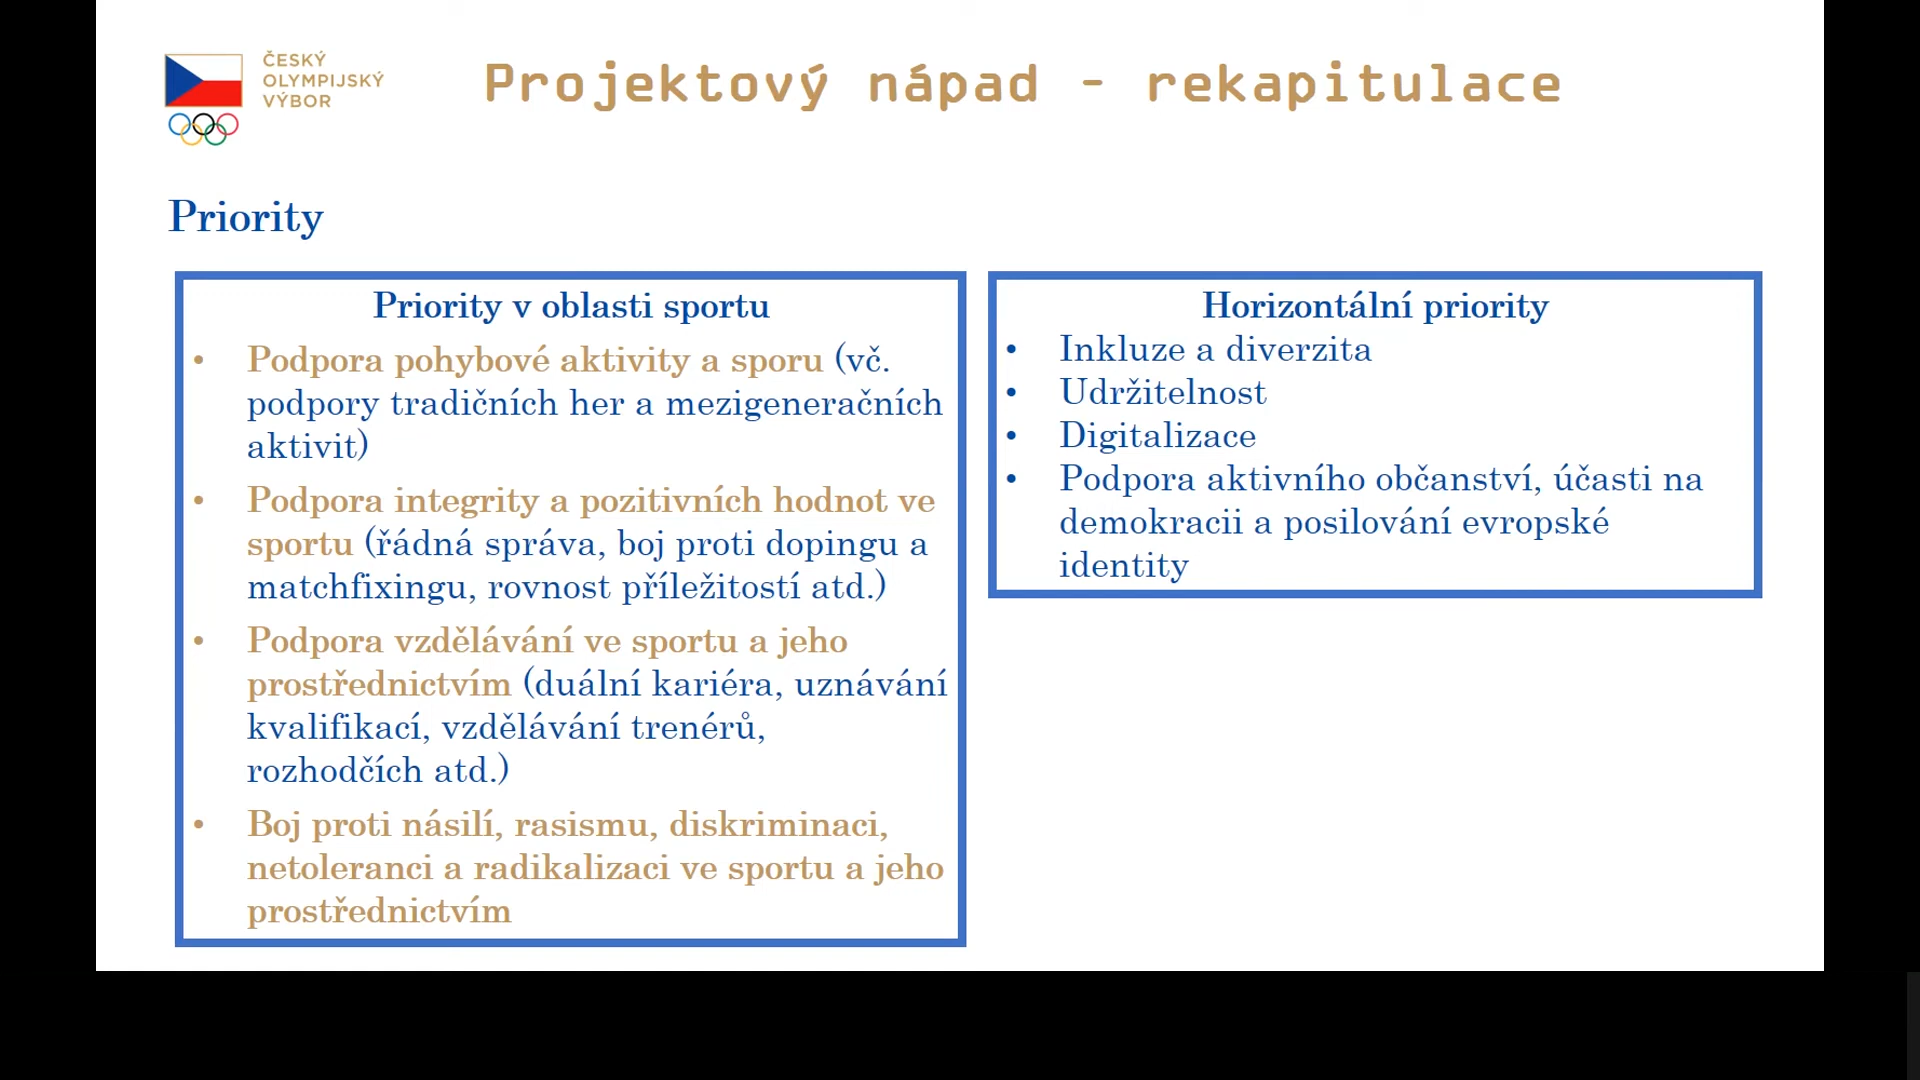 ČESKÝ
OLYMPIJSKÝ
VÝBOR
Projektový nápad - rekapitulace
Priority
Priority v oblasti sportu
• Podpora pohybové aktivity a sporu (vč.
podpory tradičních her a mezigeneračních
aktivit)
• Podpora integrity a pozitivních hodnot ve
sportu (řádná správa, boj proti dopingu a
matchfixingu, rovnost příležitostí atd.)
• Podpora vzdělávání ve sportu a jeho
prostřednictvím (duální kariéra, uznávání
kvalifikací, vzdělávání trenérů,
rozhodčích atd.)
• Boj proti násilí, rasismu, diskriminaci,
netoleranci a radikalizaci ve sportu a jeho
prostřednictvím
Horizontální priority
• Inkluze a diverzita
• Udržitelnost
• Digitalizace
• Podpora aktivního občanství, účasti na
demokracii a posilování evropské
identity